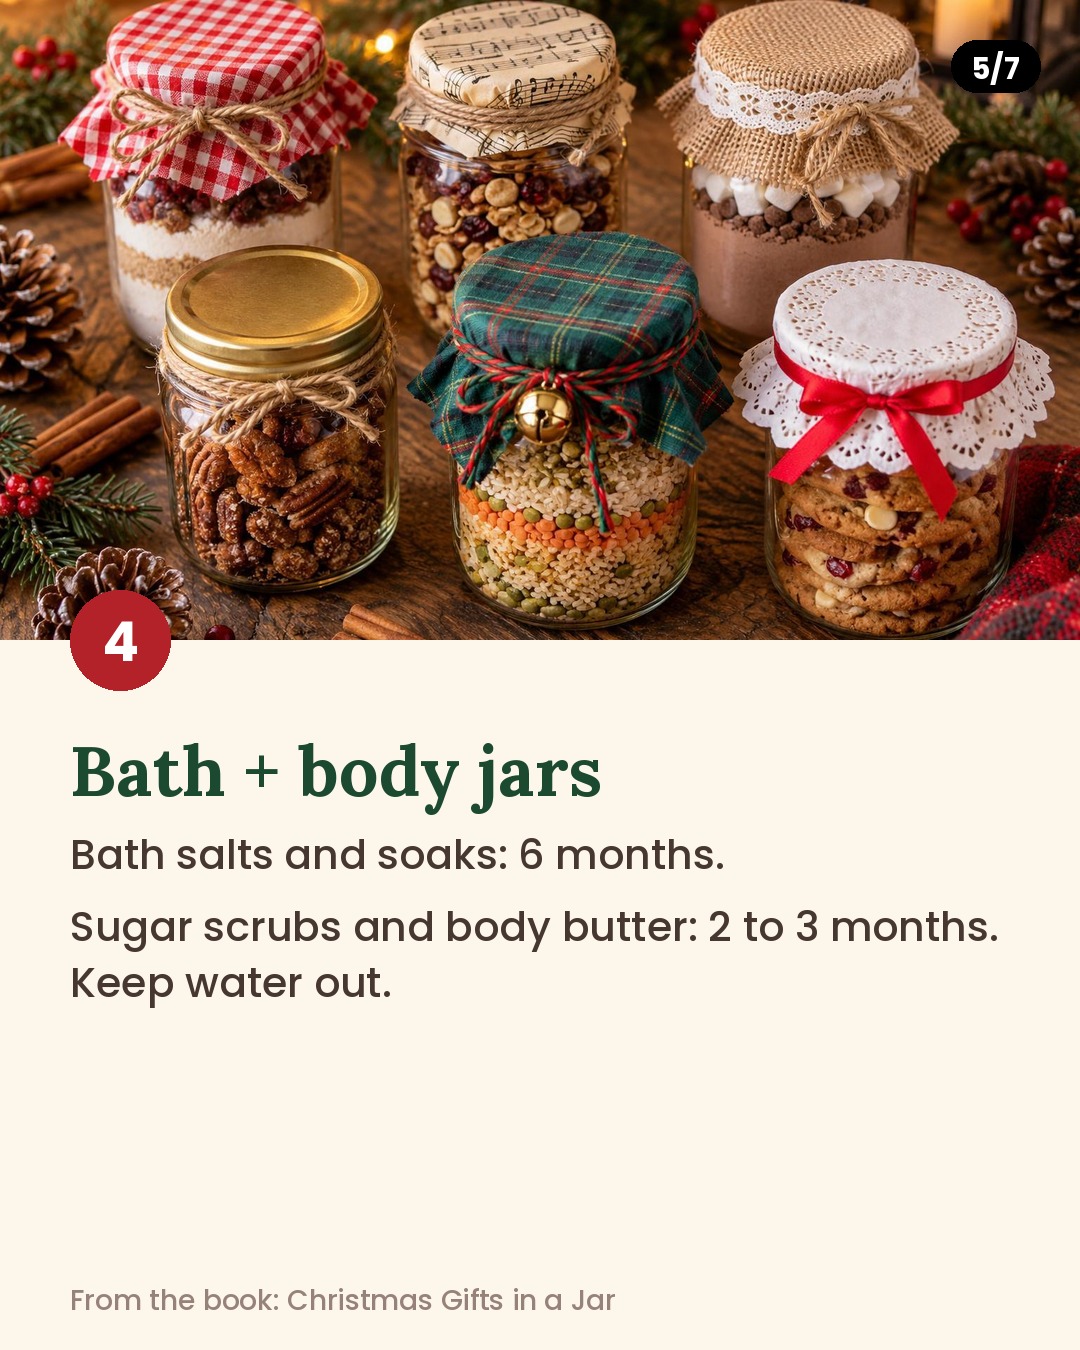 5/7
4
Bath + body jars
Bath salts and soaks: 6 months.
Sugar scrubs and body butter: 2 to 3 months.
Keep water out.
From the book: Christmas Gifts in a Jar